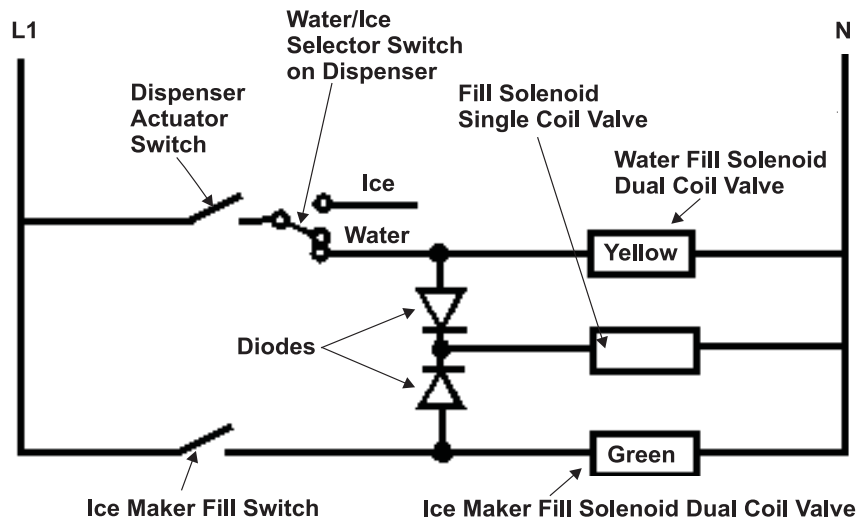 L1
Water/Ice
Selector Switch
on Dispenser
N
Dispenser
Actuator
Switch
Fill Solenoid
Single Coil Valve
Water Fill Solenoid
Dual Coil Valve
Ice
Water
Yellow
Diodes
Green
Ice Maker Fill Switch
Ice Maker Fill Solenoid Dual Coil Valve